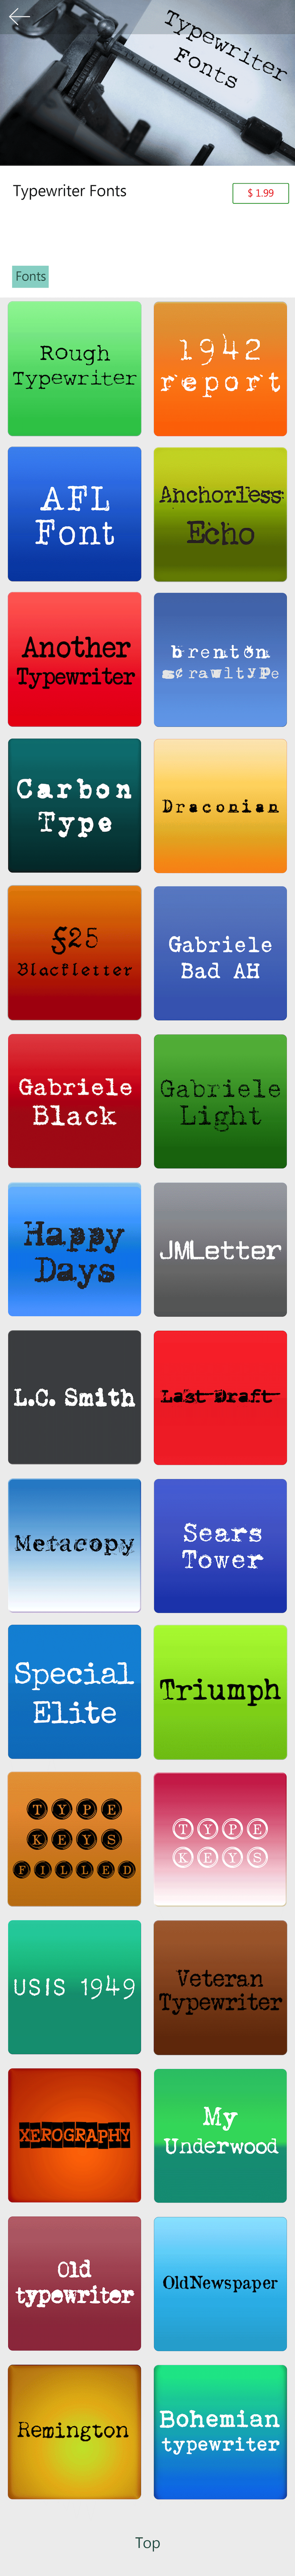 Typewriter
Fonts
Typewriter Fonts
$ 1.99
Fonts
Rough
Typewriter
1942
report
AFL
Font
Anchorless
Echo
Another
Typewriter
brenton
scrawltype
Carbon
Type
Draconian
£25
Blackletter
Gabriele
Bad AH
Gabriele
Black
Gabriele
Light
Happy
Days
JMLetter
L.C. Smith
Last Draft
Metacopy
Sears
Tower
Special
Elite
Triumph
TYPE
KEYS
FILLED
TYPE
KEYS
USIS 1949
Veteran
Typewriter
XEROGRAPHY
My
Underwood
Old
typewriter
OldNewspaper
Remington
Bohemian
typewriter
Top